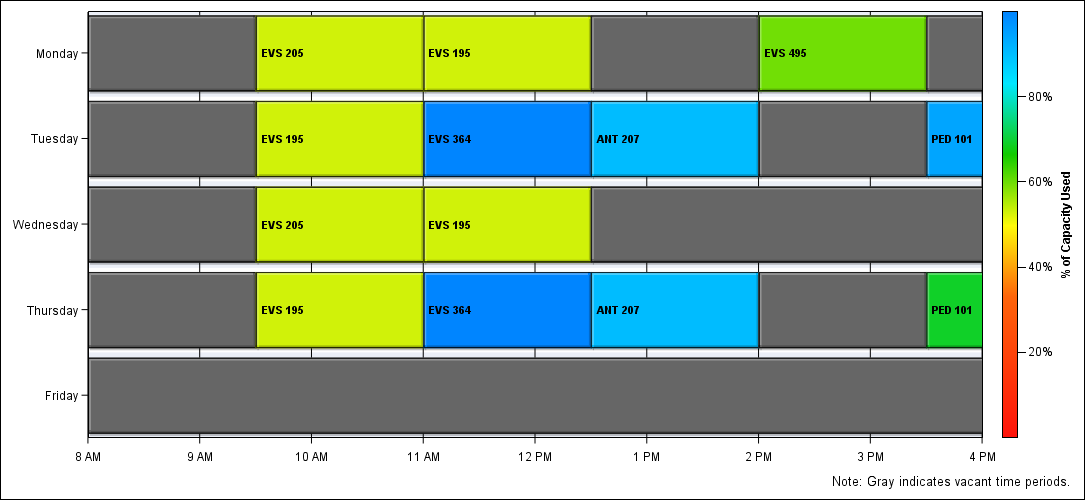 Monday
EVS 205
EVS 195
EVS 495
Tuesday
EVS 195
EVS 364
ANT 207
PED 101
Wednesday
EVS 205
EVS 195
Thursday
EVS 195
EVS 364
ANT 207
PED 101
Friday
8 AM
9 AM
10 AM
11 AM
12 PM
1 PM
2 PM
3 PM
4 PM
80%
60%
40%
20%
% of Capacity Used
Note: Gray indicates vacant time periods.